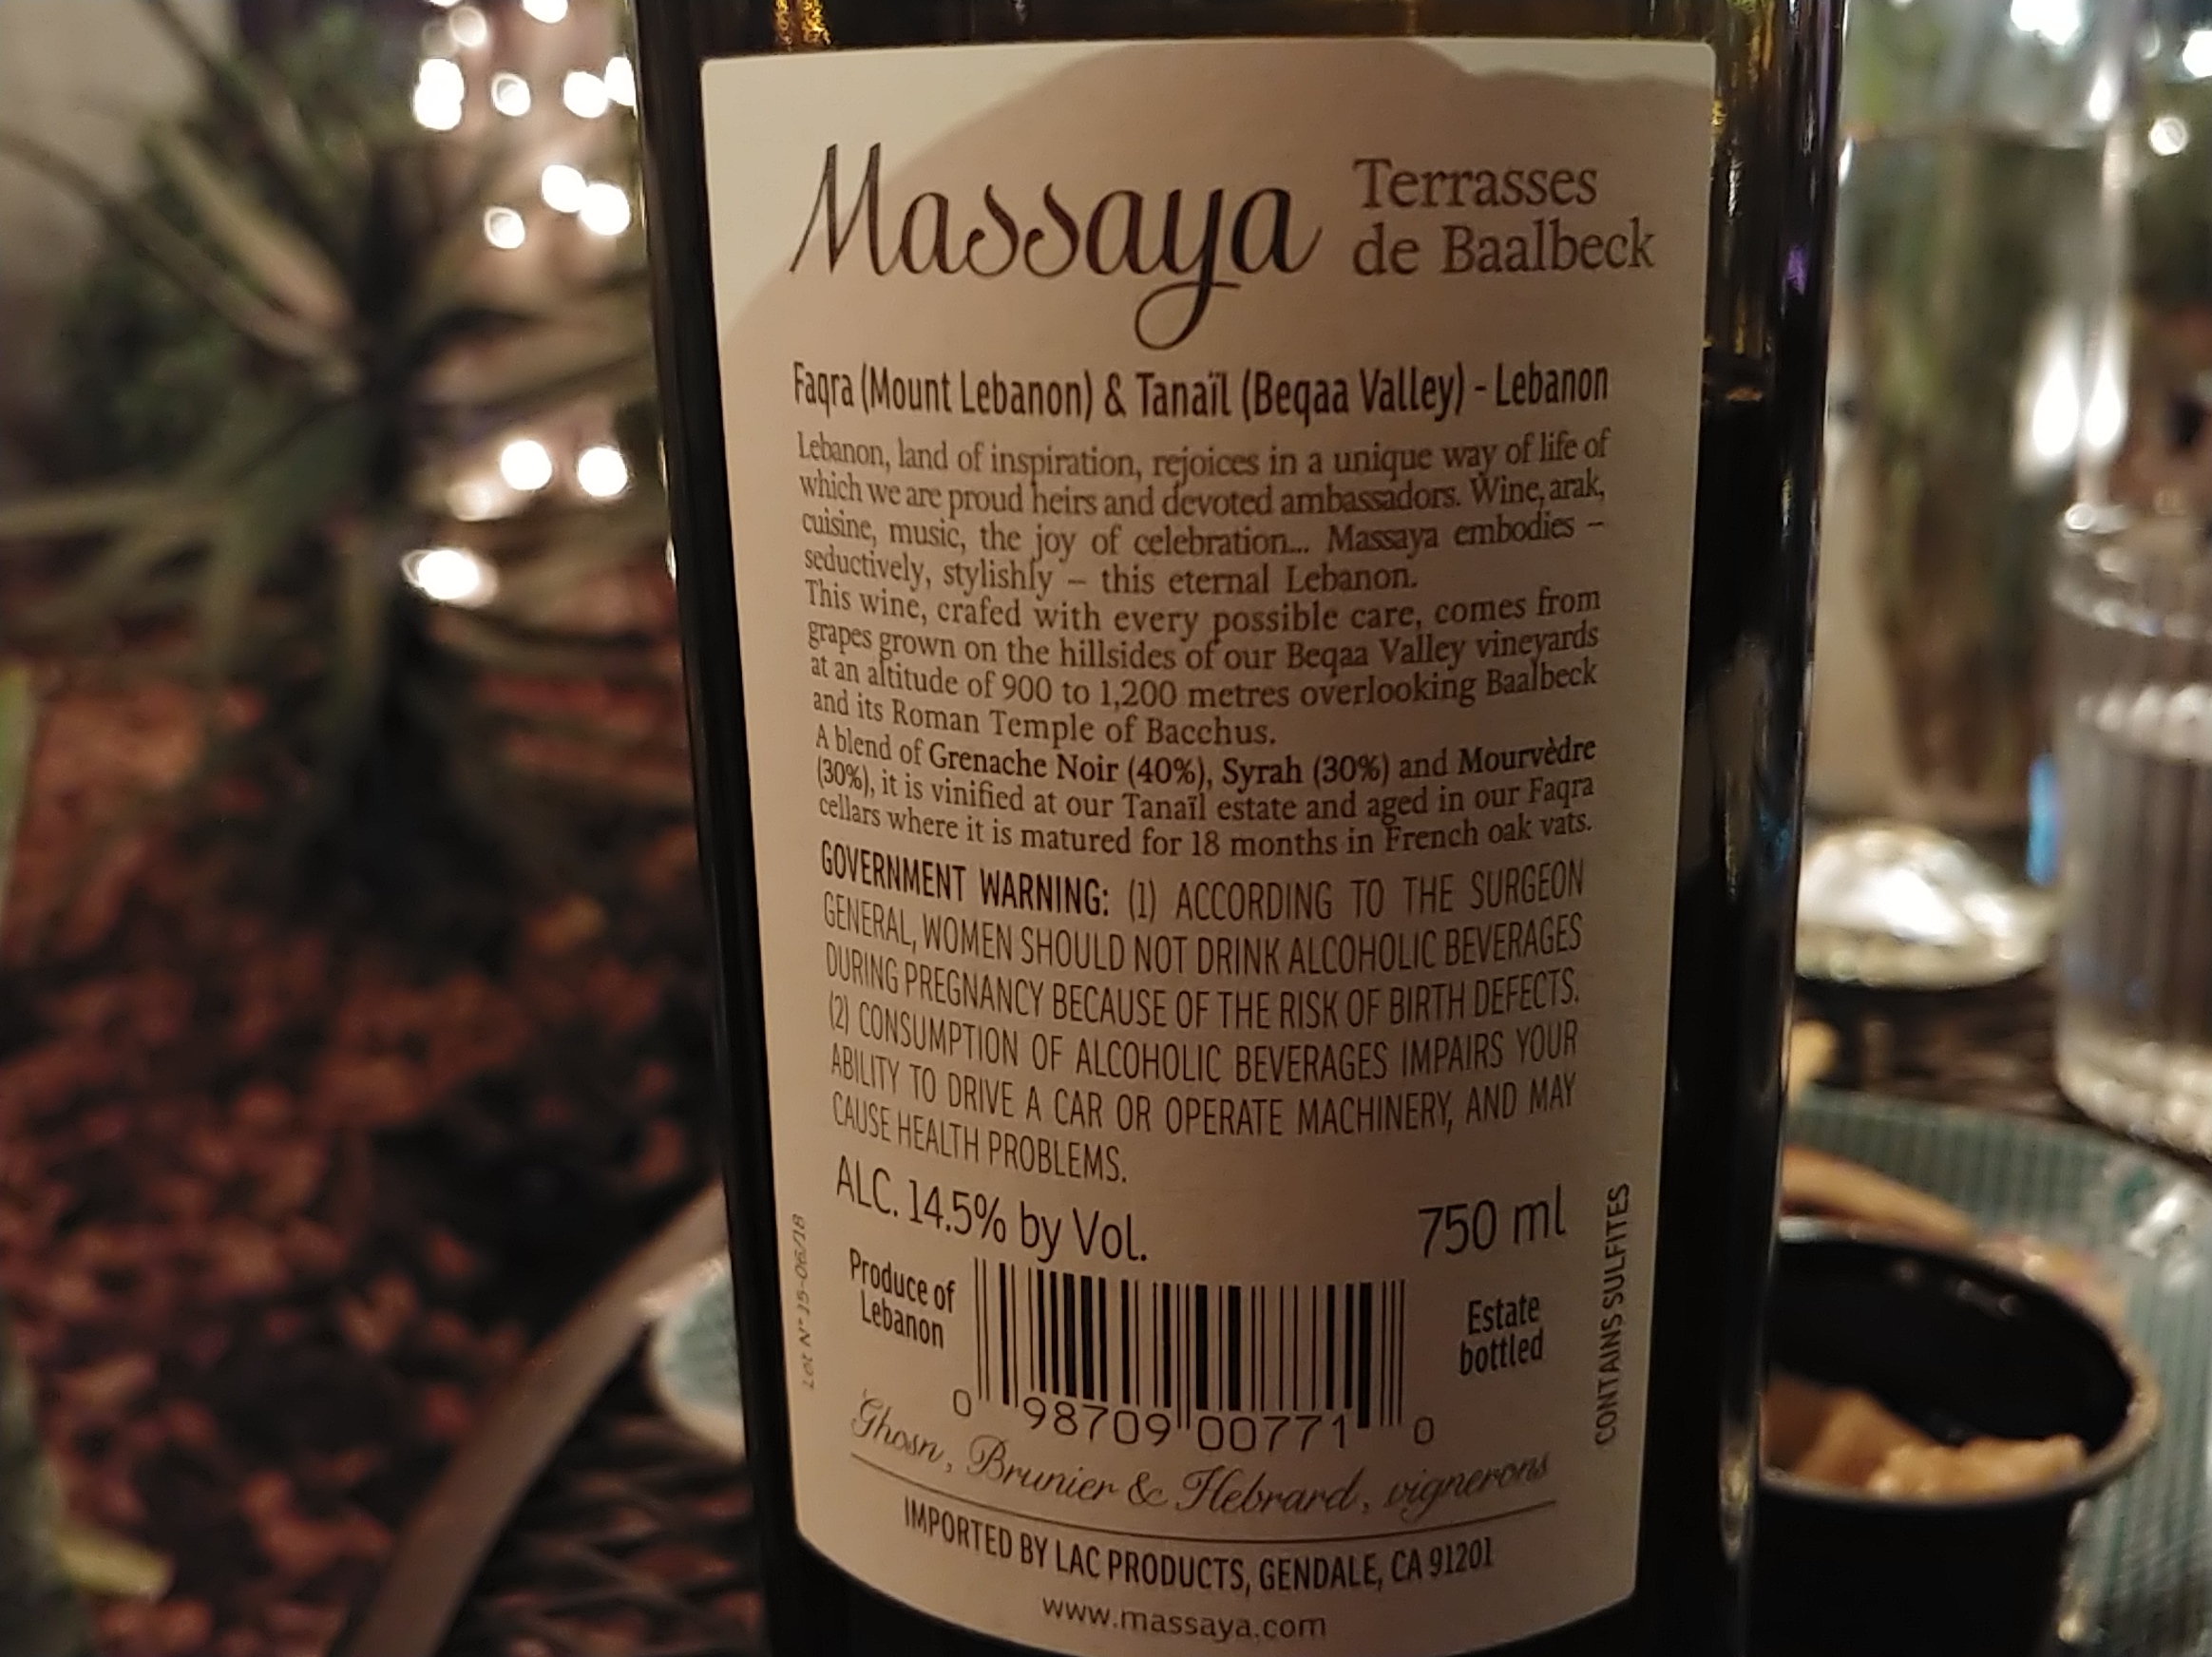 Massaya
Terrasses
de Baalbeck
Faqra (Mount Lebanon) & Tanaïl (Beqaa Valley) - Lebanon
Lebanon, land of inspiration, rejoices in a unique way of life of
which we are proud heirs and devoted ambassadors. Wine, arak,
cuisine, music, the joy of celebration... Massaya embodies –
seductively, stylishly – this eternal Lebanon.
This wine, crafed with every possible care, comes from
grapes grown on the hillsides of our Beqaa Valley vineyards
at an altitude of 900 to 1,200 metres overlooking Baalbeck
and its Roman Temple of Bacchus.
A blend of Grenache Noir (40%), Syrah (30%) and Mourvèdre
(30%), it is vinified at our Tanaïl estate and aged in our Faqra
cellars where it is matured for 18 months in French oak vats.
GOVERNMENT WARNING: (1) ACCORDING TO THE SURGEON
GENERAL, WOMEN SHOULD NOT DRINK ALCOHOLIC BEVERAGES
DURING PREGNANCY BECAUSE OF THE RISK OF BIRTH DEFECTS.
(2) CONSUMPTION OF ALCOHOLIC BEVERAGES IMPAIRS YOUR
ABILITY TO DRIVE A CAR OR OPERATE MACHINERY, AND MAY
CAUSE HEALTH PROBLEMS.
ALC. 14.5% by Vol.
750 ml
Lot N° 15-06/18
Produce of
Lebanon
Estate
bottled
CONTAINS SULFITES
0 98709 00771 0
Ghosn, Brunier & Hebrard, vignerons
IMPORTED BY LAC PRODUCTS, GENDALE, CA 91201
www.massaya.com